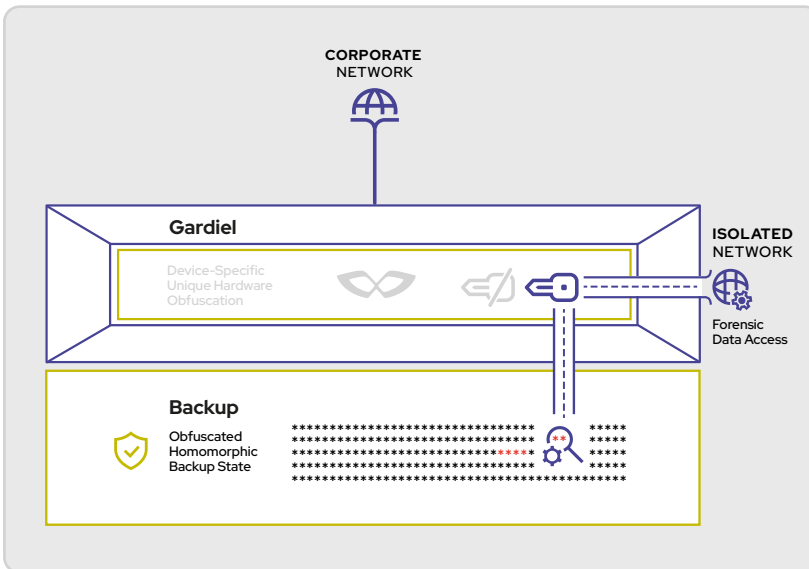 CORPORATE
NETWORK
Gardiel
Device-Specific
Unique Hardware
Obfuscation
ISOLATED
NETWORK
Forensic
Data Access
Backup
Obfuscated
Homomorphic
Backup State
********************************* *****
********************************* *****
********************************* *****
********************************* *****
**********************************************
**